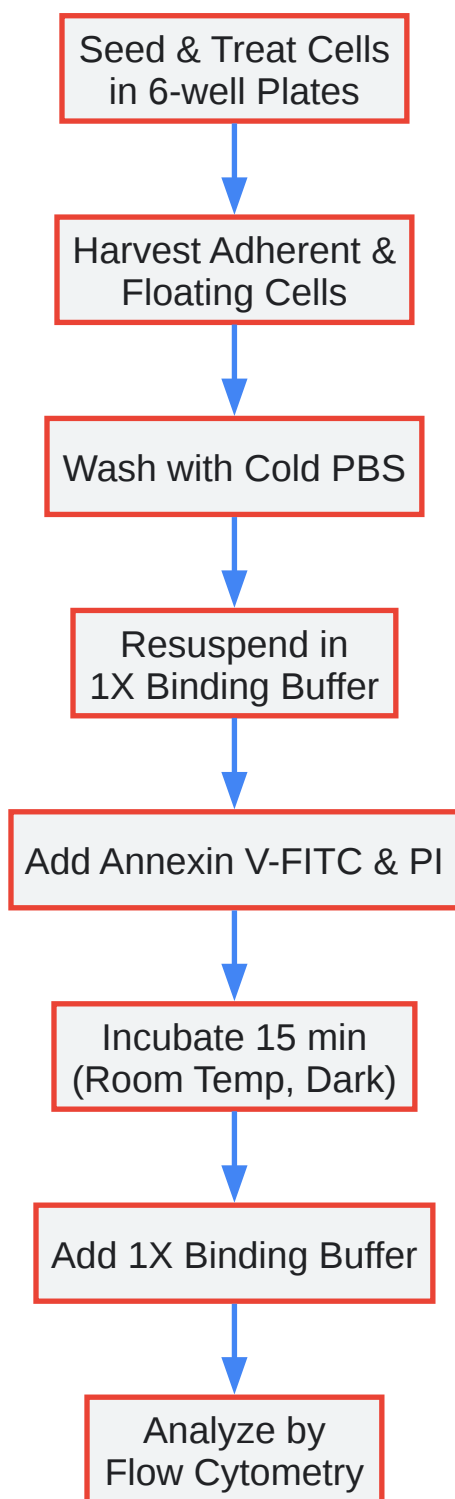 Seed & Treat Cells
in 6-well Plates
Harvest Adherent &
Floating Cells
Wash with Cold PBS
Resuspend in
1X Binding Buffer
Add Annexin V-FITC & PI
Incubate 15 min
(Room Temp, Dark)
Add 1X Binding Buffer
Analyze by
Flow Cytometry